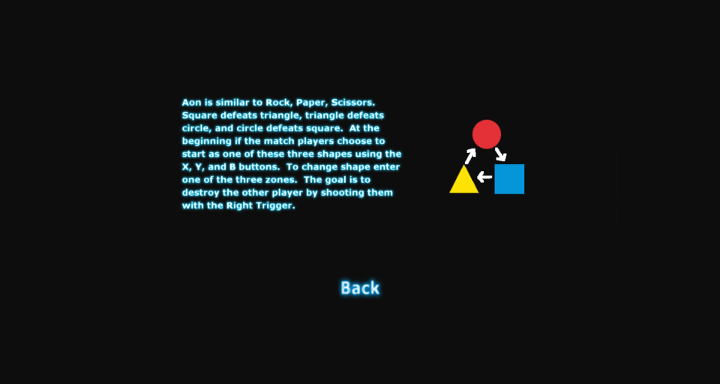 Aon is similar to Rock, Paper, Scissors.
Square defeats triangle, triangle defeats
circle, and circle defeats square.  At the
beginning if the match players choose to
start as one of these three shapes using the
X, Y, and B buttons.  To change shape enter
one of the three zones.  The goal is to
destroy the other player by shooting them
with the Right Trigger.
Back